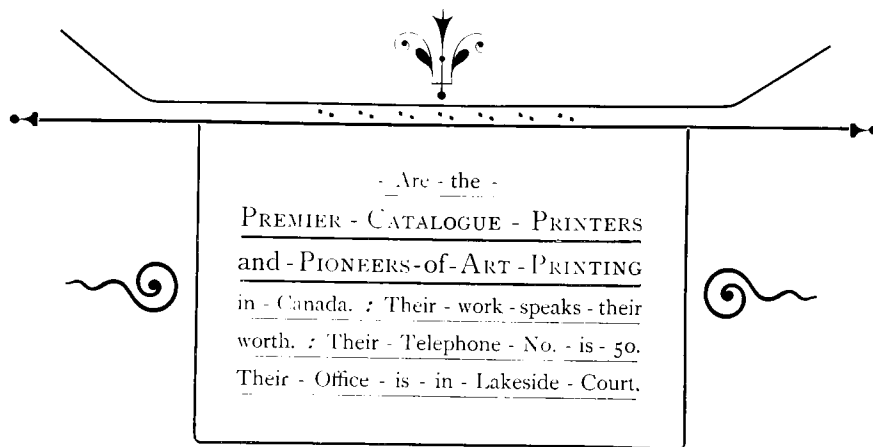 - Are - the -
PREMIER - CATALOGUE - PRINTERS
and - PIONEERS - of - ART - PRINTING
in - Canada. : Their - work - speaks - their
worth. : Their - Telephone - No. - is - 50.
Their - Office - is - in - Lakeside - Court.